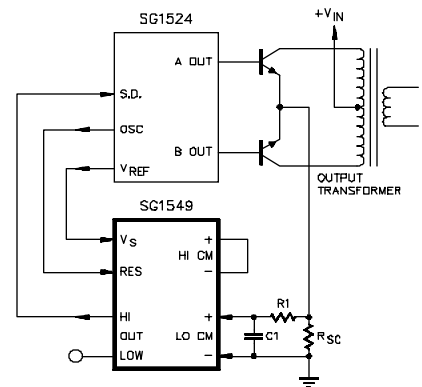 SG1524
+VIN
A OUT
S.D.
OSC
B OUT
VREF
OUTPUT
TRANSFORMER
SG1549
VS
+
HI CM
RES
-
HI
+
R1
OUT
LO CM
C1
RSC
LOW
-